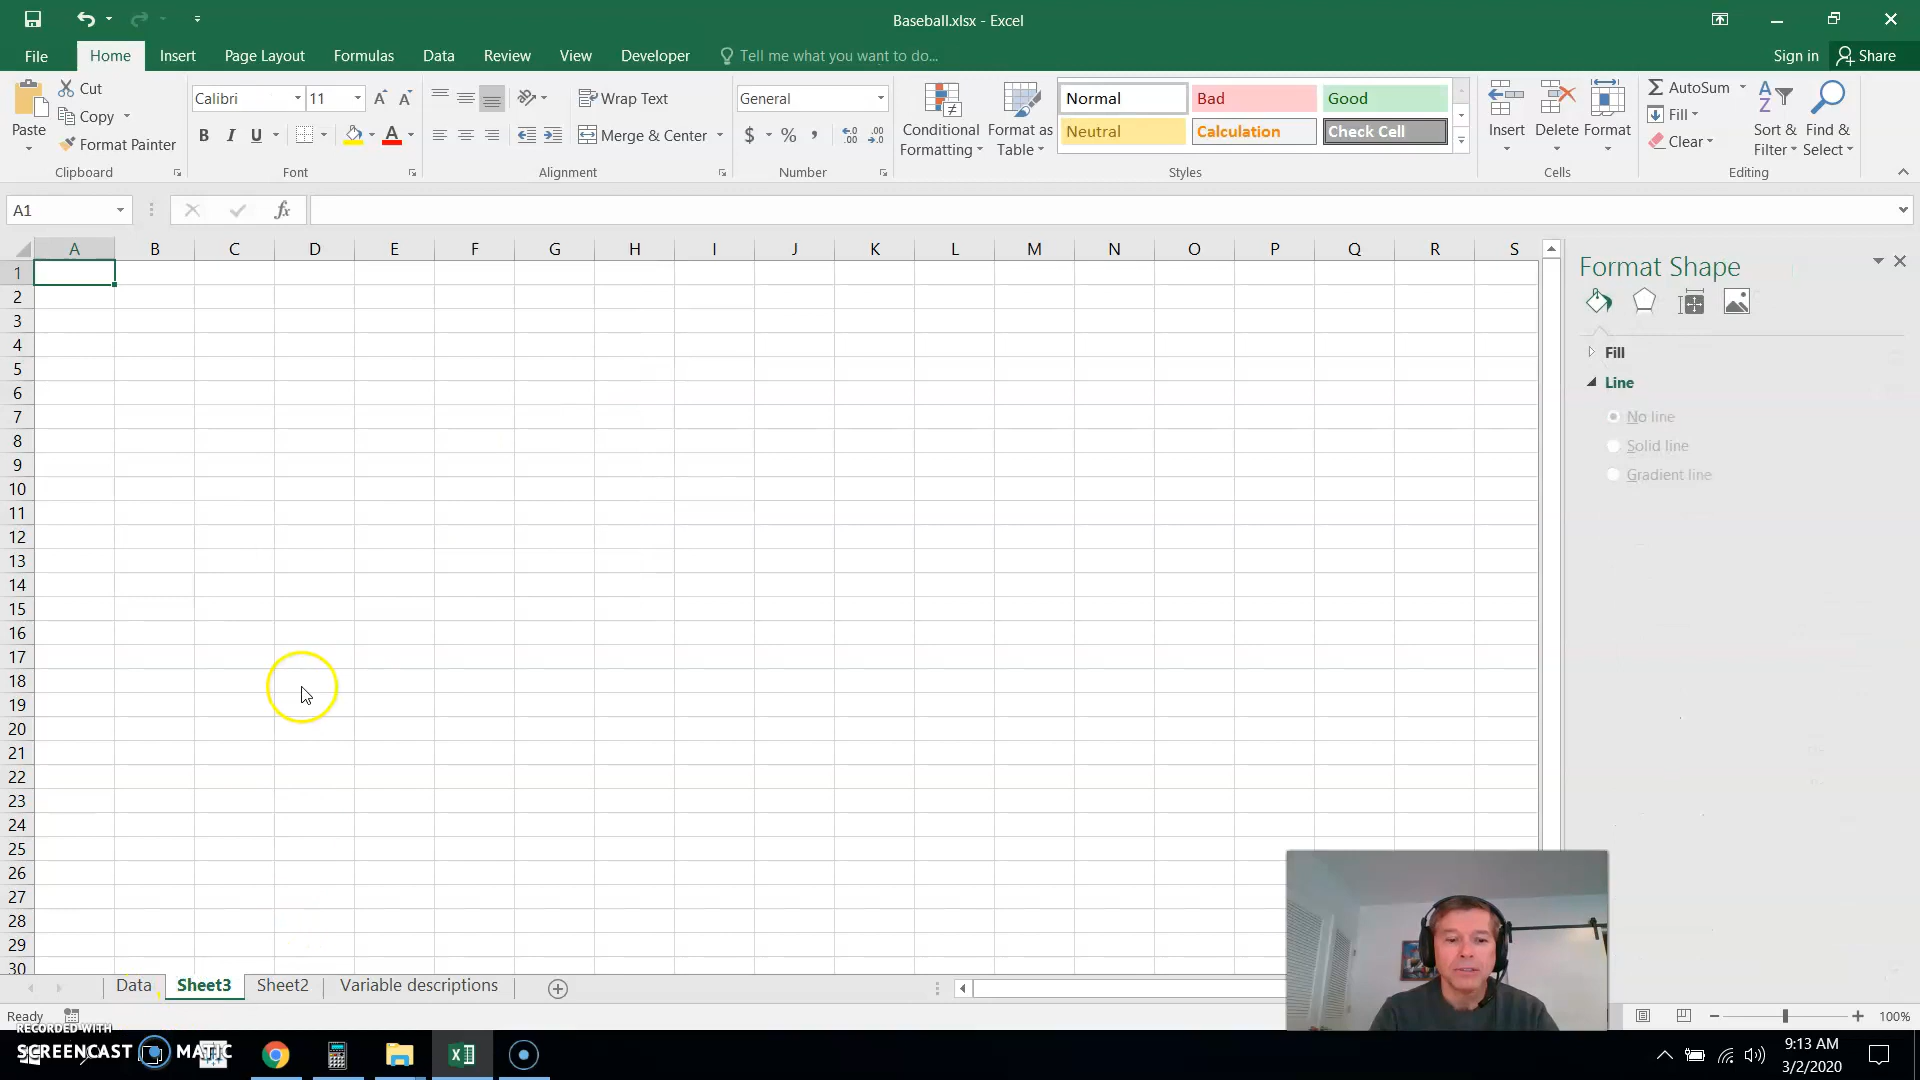 Baseball.xlsx - Excel
File Home Insert Page Layout Formulas Data Review View Developer Tell me what you want to do... Sign in Share
Paste
Cut
Copy
Format Painter
Clipboard
Calibri 11
B I U A
Font
Wrap Text
Merge & Center
Alignment
General
$ % ,
Number
Conditional Formatting
Format as Table
Normal Bad Good
Neutral Calculation Check Cell
Styles
Insert Delete Format
Cells
AutoSum
Fill
Clear
Sort & Filter
Find & Select
Editing
A1 fx
A B C D E F G H I J K L M N O P Q R S
1
2
3
4
5
6
7
8
9
10
11
12
13
14
15
16
17
18
19
20
21
22
23
24
25
26
27
28
29
30
Format Shape
Fill
Line
No line
Solid line
Gradient line
Data Sheet3 Sheet2 Variable descriptions
Ready
100%
RECORDED WITH
SCREENCAST MATIC
9:13 AM
3/2/2020